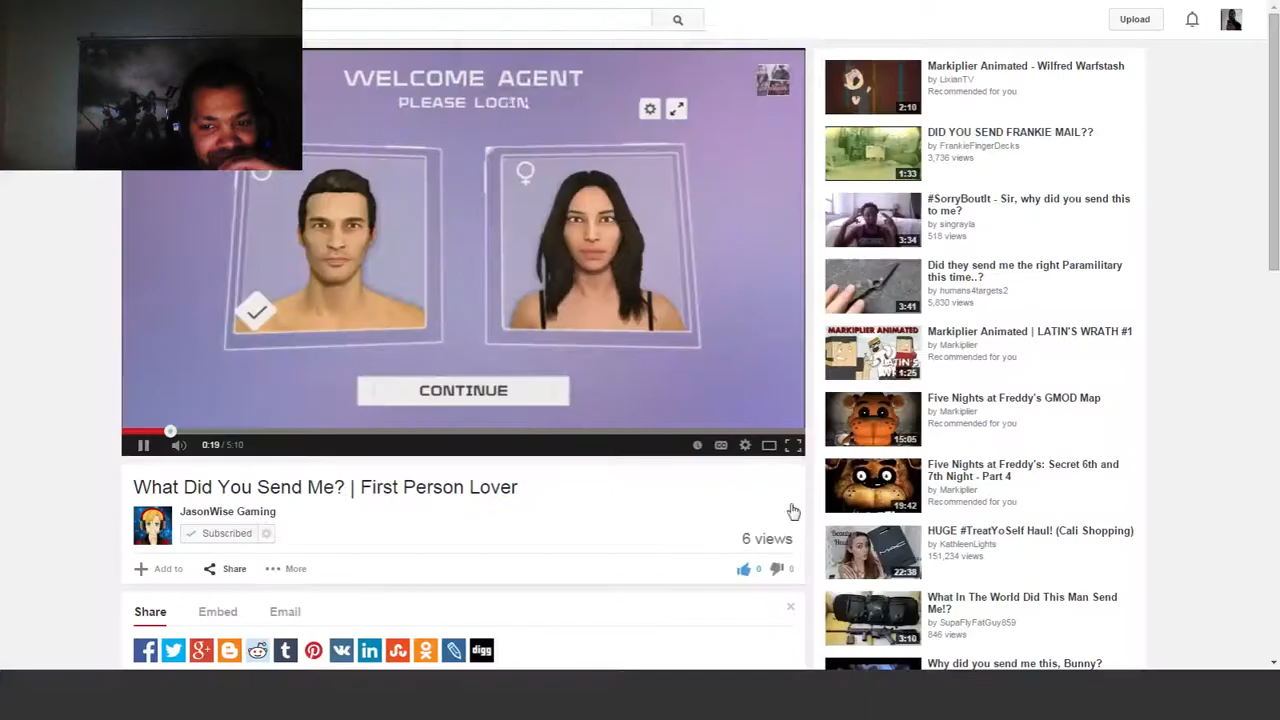 Upload
WELCOME AGENT
PLEASE LOGIN
CONTINUE
0:19 / 5:10
What Did You Send Me? | First Person Lover
JasonWise Gaming
Subscribed
6 views
Add to
Share
More
0
0
Share
Embed
Email
digg
Markiplier Animated - Wilfred Warfstash
by LixianTV
Recommended for you
2:10
DID YOU SEND FRANKIE MAIL??
by FrankieFingerDecks
3,736 views
1:33
#SorryBoutIt - Sir, why did you send this
to me?
by singrayla
518 views
3:34
Did they send me the right Paramilitary
this time..?
by humans4targets2
5,830 views
3:41
MARKIPLIER ANIMATED
LATIN'S
WRATH
1:25
Markiplier Animated | LATIN'S WRATH #1
by Markiplier
Recommended for you
Five Nights at Freddy's GMOD Map
by Markiplier
Recommended for you
15:05
Five Nights at Freddy's: Secret 6th and
7th Night - Part 4
by Markiplier
Recommended for you
19:42
HUGE #TreatYoSelf Haul! (Cali Shopping)
by KathleenLights
151,234 views
MAC
22:38
What In The World Did This Man Send
Me!?
by SupaFlyFatGuy859
846 views
3:10
Why did you send me this, Bunny?